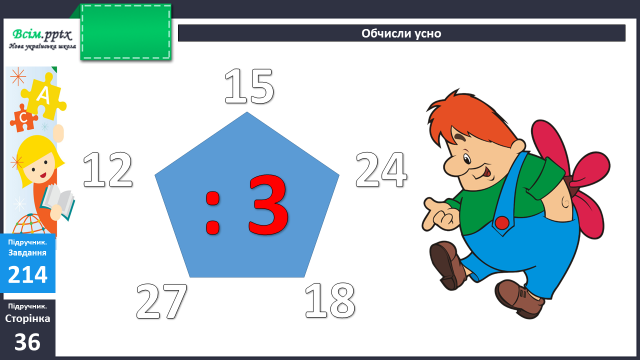 Всім.pptx
Нова українська школа
Обчисли усно
А
С
15
12
24
: 3
27
18
Підручник.
Завдання
214
Підручник.
Сторінка
36